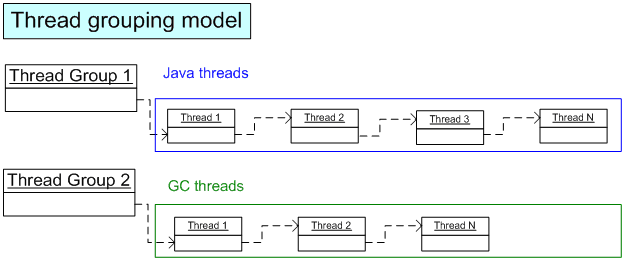 Thread grouping model
Thread Group 1
Java threads
Thread 1
Thread 2
Thread 3
Thread N
Thread Group 2
GC threads
Thread 1
Thread 2
Thread N